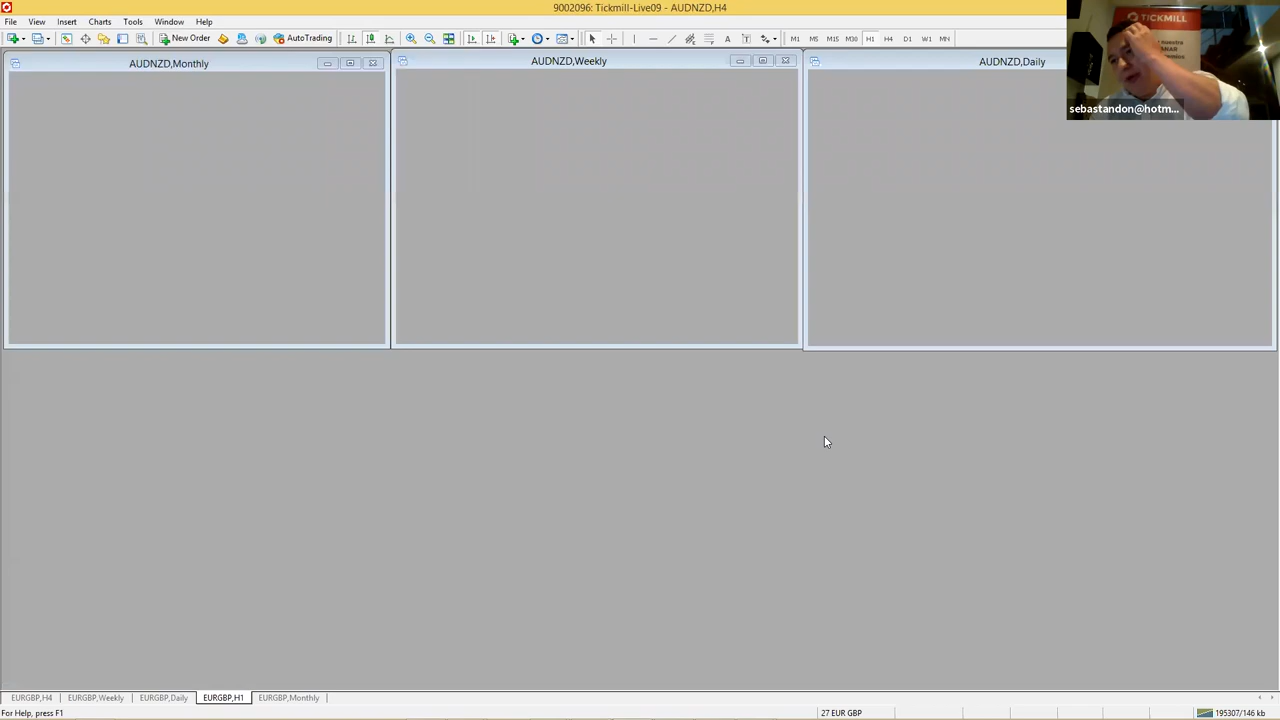 9002096: Tickmill-Live09 - AUDNZD,H4
File View Insert Charts Tools Window Help
New Order AutoTrading A T M1 M5 M15 M30 H1 H4 D1 W1 MN
AUDNZD,Monthly
AUDNZD,Weekly
AUDNZD,Daily
TICKMILL
sebastandon@hotm...
EURGBP,H4 EURGBP,Weekly EURGBP,Daily EURGBP,H1 EURGBP,Monthly
For Help, press F1
27 EUR GBP
195307/146 kb